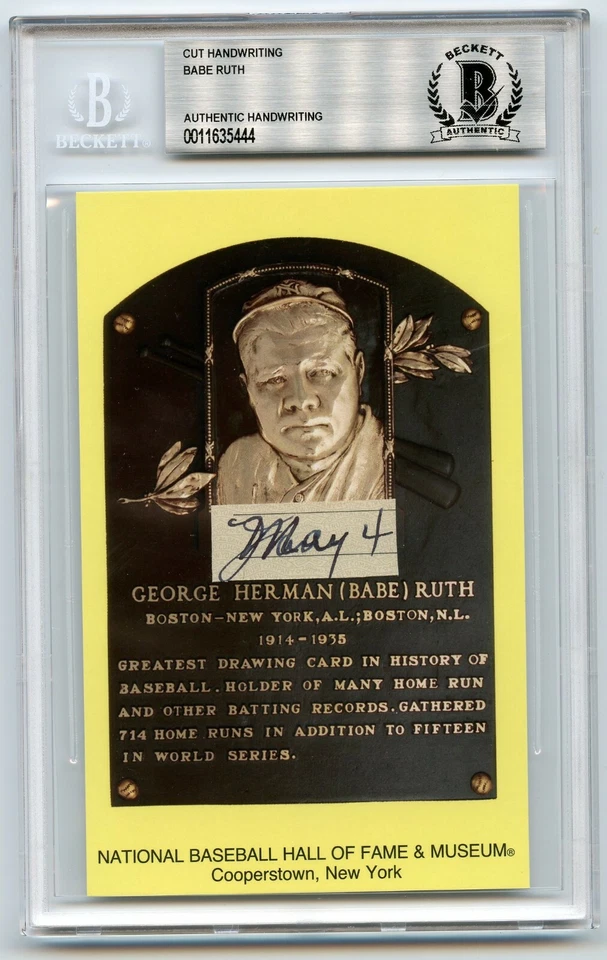 CUT HANDWRITING
BABE RUTH
AUTHENTIC HANDWRITING
0011635444
B
BECKETT®
BECKETT
B
AUTHENTIC
May 4
GEORGE HERMAN (BABE) RUTH
BOSTON-NEW YORK, A.L.; BOSTON, N.L.
1914-1935
GREATEST DRAWING CARD IN HISTORY OF
BASEBALL. HOLDER OF MANY HOME RUN
AND OTHER BATTING RECORDS. GATHERED
714 HOME RUNS IN ADDITION TO FIFTEEN
IN WORLD SERIES.
NATIONAL BASEBALL HALL OF FAME & MUSEUM®
Cooperstown, New York